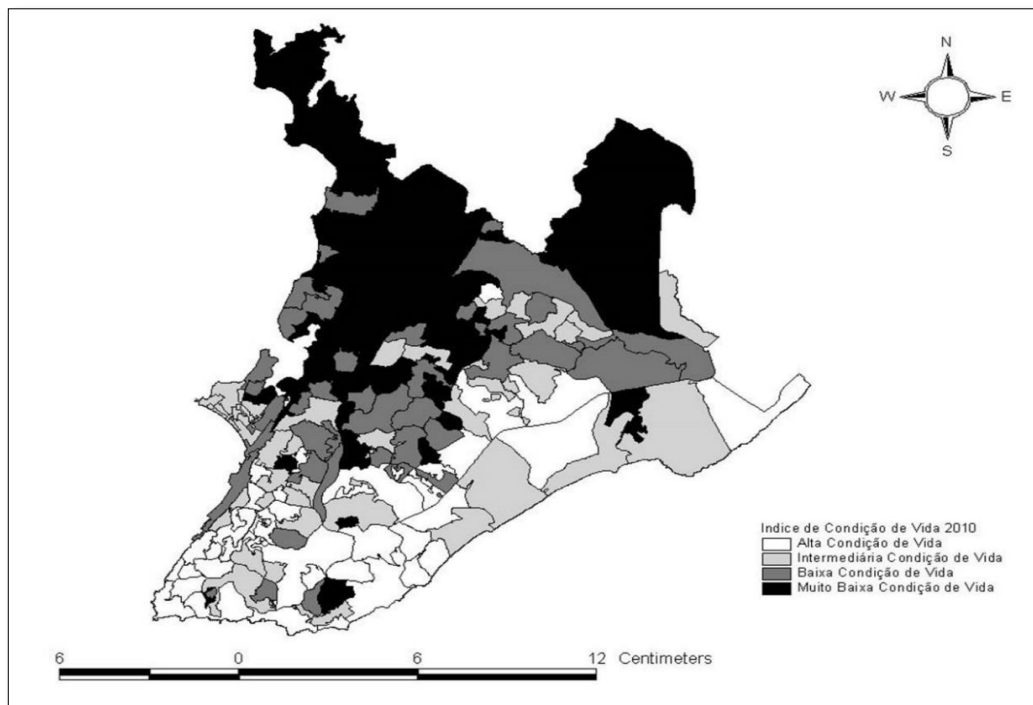 N
W E
S
Indice de Condição de Vida 2010
Alta Condição de Vida
Intermediária Condição de Vida
Baixa Condição de Vida
Muito Baixa Condição de Vida
6 0 6 12 Centimeters